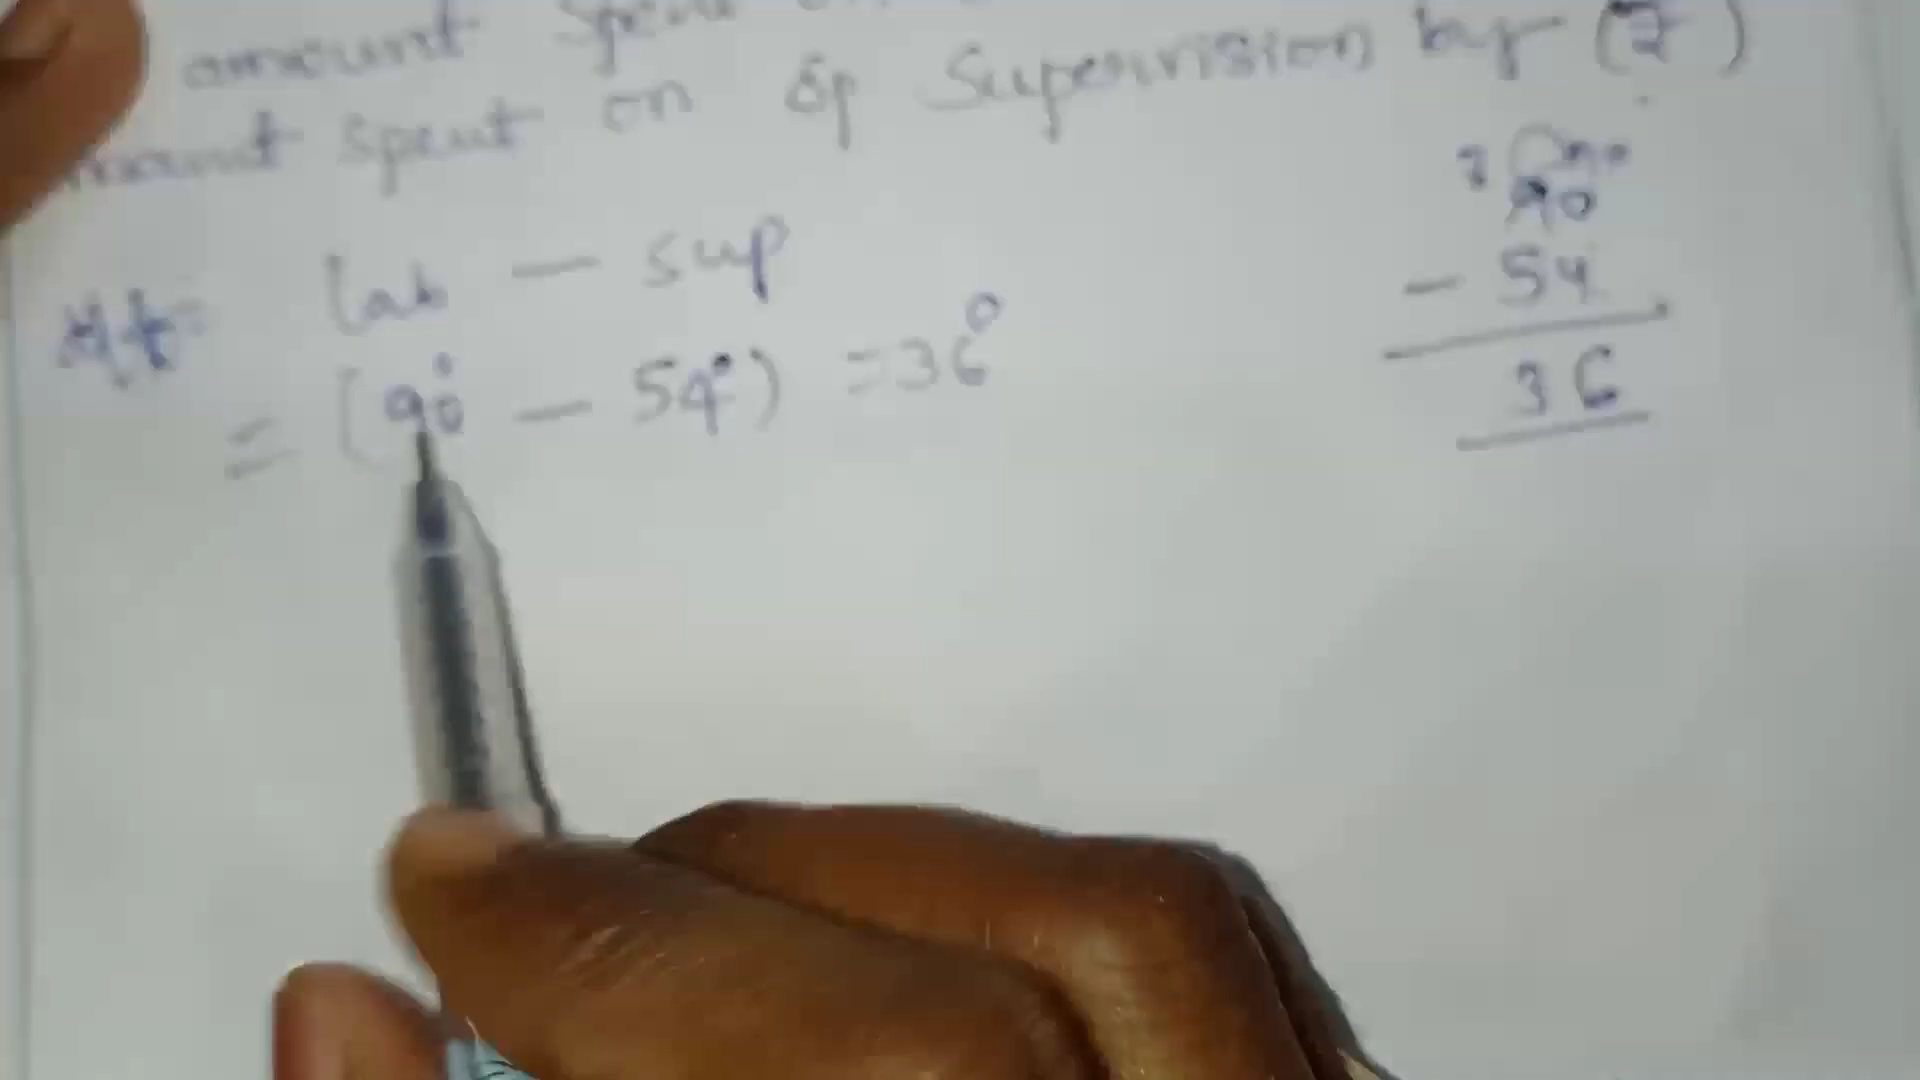 amount spent
amount spent on of Supervision by (₹)
lab — sup
= (90° — 54°) = 36°
90
— 54
36